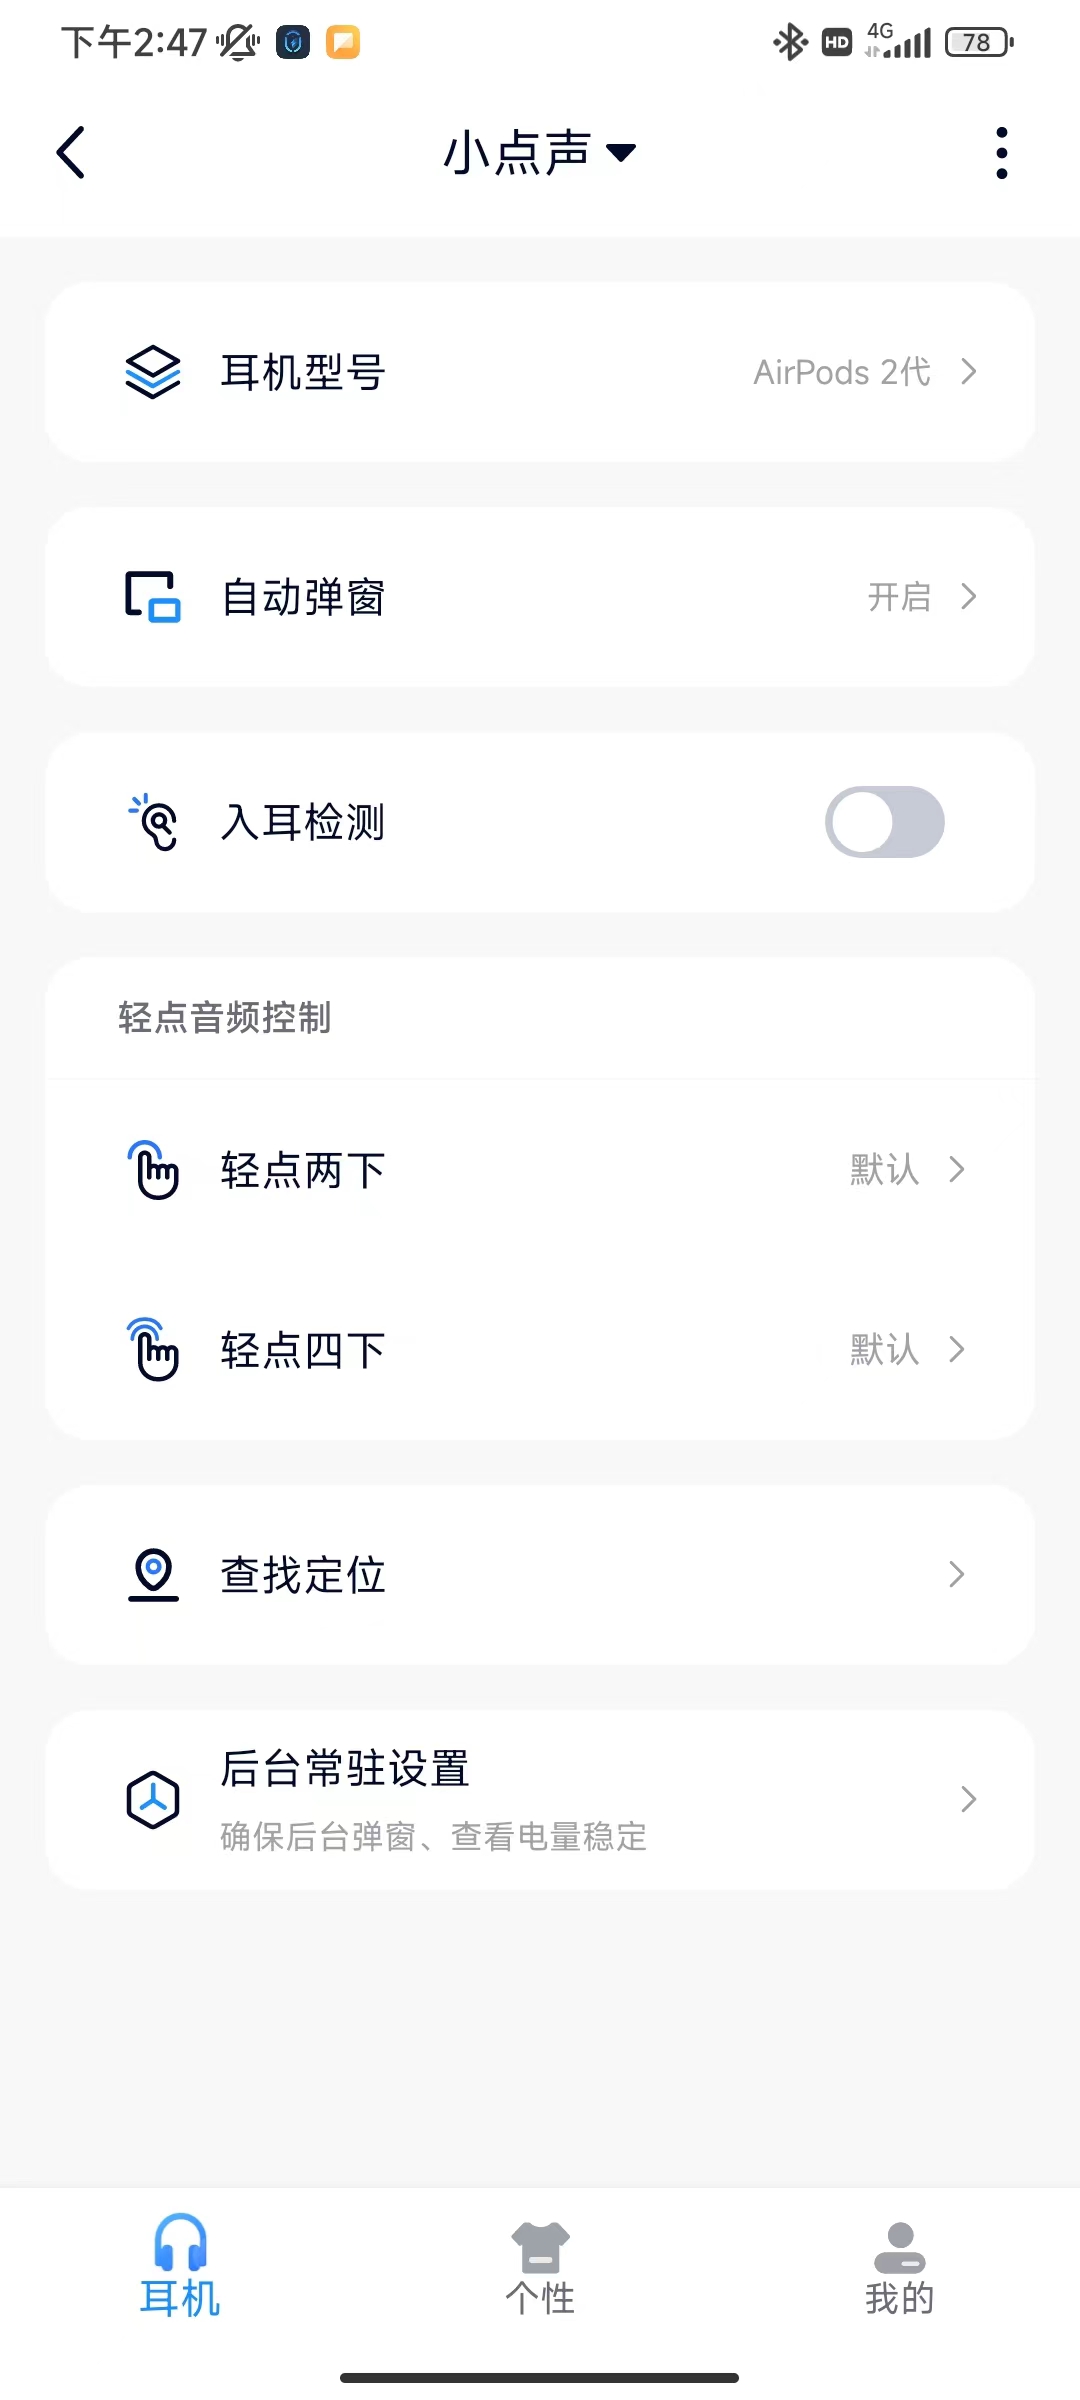 下午2:47
HD
4G
78
小点声
耳机型号
AirPods 2代
自动弹窗
开启
入耳检测
轻点音频控制
轻点两下
默认
轻点四下
默认
查找定位
后台常驻设置
确保后台弹窗、查看电量稳定
耳机
个性
我的